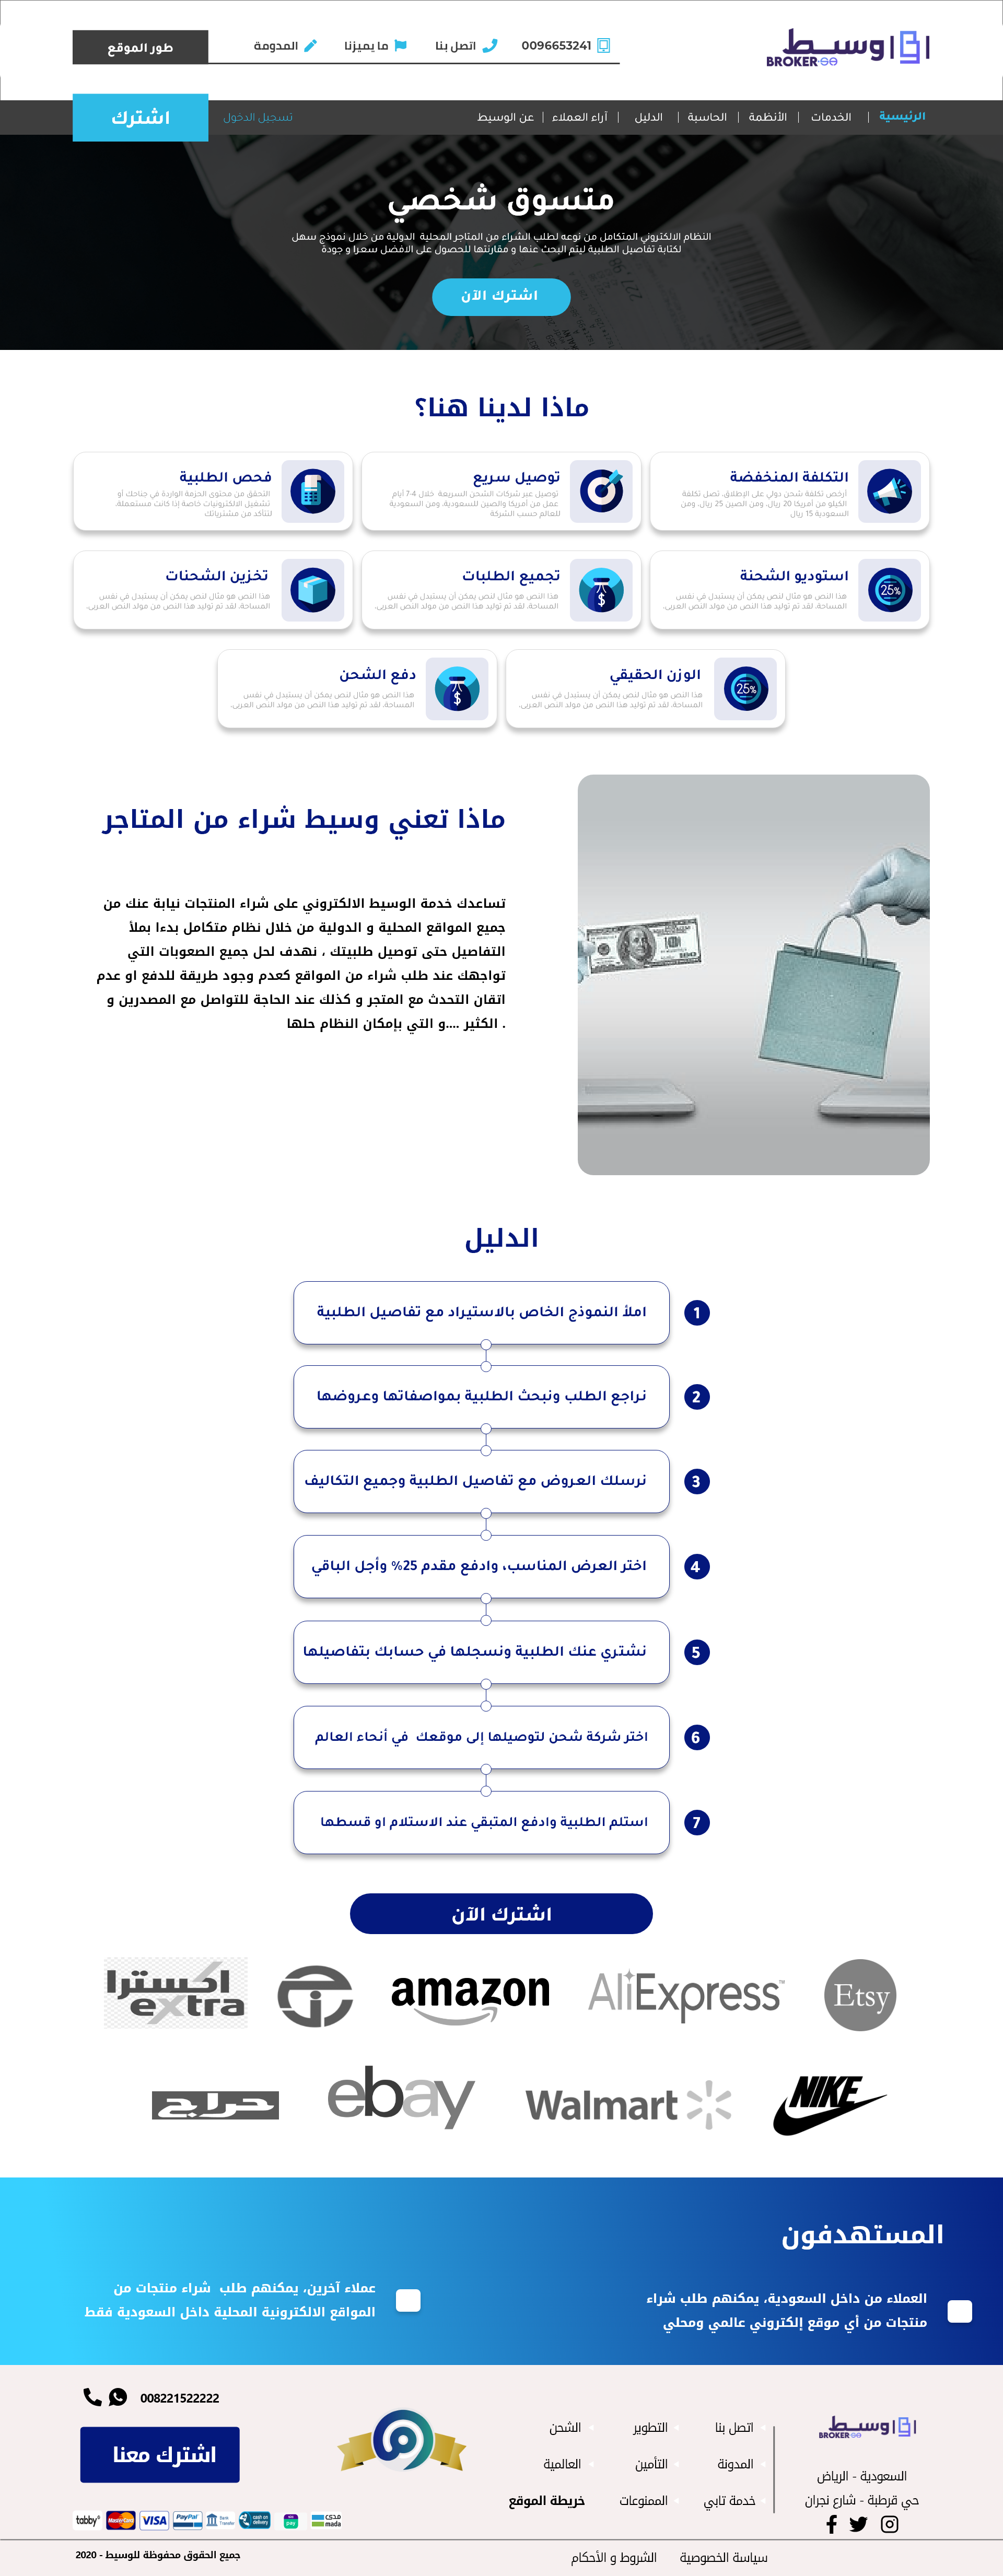 وسيط
BROKER-SA
0096653241
اتصل بنا
ما يميزنا
المدومة
طور الموقع
الرئيسية
الخدمات
الأنظمة
الحاسبة
الدليل
آراء العملاء
عن الوسيط
تسجيل الدخول
اشترك
متسوق شخصي
النظام الالكتروني المتكامل من نوعه لطلب الشراء من المتاجر المحلية الدولية من خلال نموذج سهل
لكتابة تفاصيل الطلبية ليتم البحث عنها و مقارنتها للحصول على الافضل سعرا و جودة
اشترك الآن
ماذا لدينا هنا؟
التكلفة المنخفضة
أرخص تكلفة شحن دولي على الإطلاق، تصل تكلفة
الكيلو من أمريكا 20 ريال، ومن الصين 25 ريال، ومن
السعودية 15 ريال
توصيل سريع
توصيل عبر شركات الشحن السريعة خلال 4-7 أيام
عمل من أمريكا والصين للسعودية، ومن السعودية
للعالم حسب الشركة
فحص الطلبية
التحقق من محتوى الحزمة الواردة في جناحك أو
تشغيل الالكترونيات خاصة إذا كانت مستعملة،
لتتأكد من مشترياتك
استوديو الشحنة
هذا النص هو مثال لنص يمكن أن يستبدل في نفس
المساحة، لقد تم توليد هذا النص من مولد النص العربى،
25%
تجميع الطلبات
هذا النص هو مثال لنص يمكن أن يستبدل في نفس
المساحة، لقد تم توليد هذا النص من مولد النص العربى،
$
تخزين الشحنات
هذا النص هو مثال لنص يمكن أن يستبدل في نفس
المساحة، لقد تم توليد هذا النص من مولد النص العربى،
الوزن الحقيقي
هذا النص هو مثال لنص يمكن أن يستبدل في نفس
المساحة، لقد تم توليد هذا النص من مولد النص العربى،
25%
دفع الشحن
هذا النص هو مثال لنص يمكن أن يستبدل في نفس
المساحة، لقد تم توليد هذا النص من مولد النص العربى،
$
ماذا تعني وسيط شراء من المتاجر
تساعدك خدمة الوسيط الالكتروني على شراء المنتجات نيابة عنك من
جميع المواقع المحلية و الدولية من خلال نظام متكامل بدءا بملأ
التفاصيل حتى توصيل طلبيتك ، نهدف لحل جميع الصعوبات التي
تواجهك عند طلب شراء من المواقع كعدم وجود طريقة للدفع او عدم
اتقان التحدث مع المتجر و كذلك عند الحاجة للتواصل مع المصدرين و
. الكثير ....و التي بإمكان النظام حلها
الدليل
1 املأ النموذج الخاص بالاستيراد مع تفاصيل الطلبية
2 نراجع الطلب ونبحث الطلبية بمواصفاتها وعروضها
3 نرسلك العروض مع تفاصيل الطلبية وجميع التكاليف
4 اختر العرض المناسب، وادفع مقدم 25% وأجل الباقي
5 نشتري عنك الطلبية ونسجلها في حسابك بتفاصيلها
6 اختر شركة شحن لتوصيلها إلى موقعك في أنحاء العالم
7 استلم الطلبية وادفع المتبقي عند الاستلام او قسطها
اشترك الآن
Etsy
AliExpress™
amazon
اكسترا
extra
NIKE
Walmart
ebay
حراج
المستهدفون
العملاء من داخل السعودية، يمكنهم طلب شراء
منتجات من أي موقع إلكتروني عالمي ومحلي
عملاء آخرين، يمكنهم طلب شراء منتجات من
المواقع الالكترونية المحلية داخل السعودية فقط
وسيط
BROKER-SA
السعودية - الرياض
حي قرطبة - شارع نجران
اتصل بنا
المدونة
خدمة تابي
التطوير
التأمين
الممنوعات
الشحن
العالمية
خريطة الموقع
008221522222
اشترك معنا
tabby
MasterCard
VISA
PayPal
Bank Transfer
cash on delivery
pay
مدى
mada
سياسة الخصوصية
الشروط و الأحكام
جميع الحقوق محفوظة للوسيط - 2020